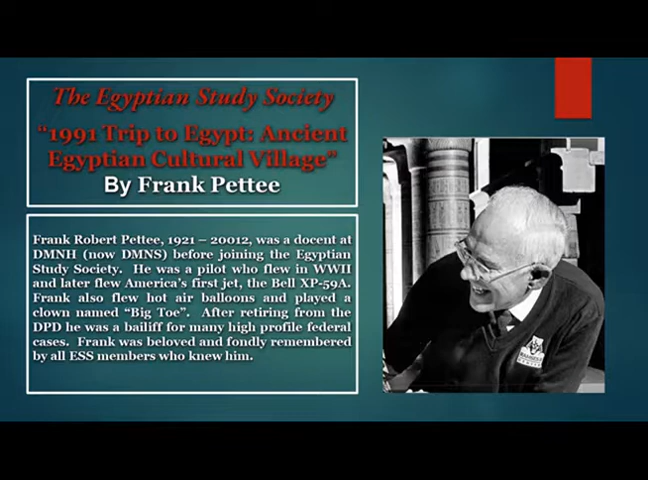 The Egyptian Study Society
“1991 Trip to Egypt: Ancient
Egyptian Cultural Village”
By Frank Pettee
Frank Robert Pettee, 1921 – 20012, was a docent at
DMNH (now DMNS) before joining the Egyptian
Study Society. He was a pilot who flew in WWII
and later flew America’s first jet, the Bell XP-59A.
Frank also flew hot air balloons and played a
clown named “Big Toe”. After retiring from the
DPD he was a bailiff for many high profile federal
cases. Frank was beloved and fondly remembered
by all ESS members who knew him.